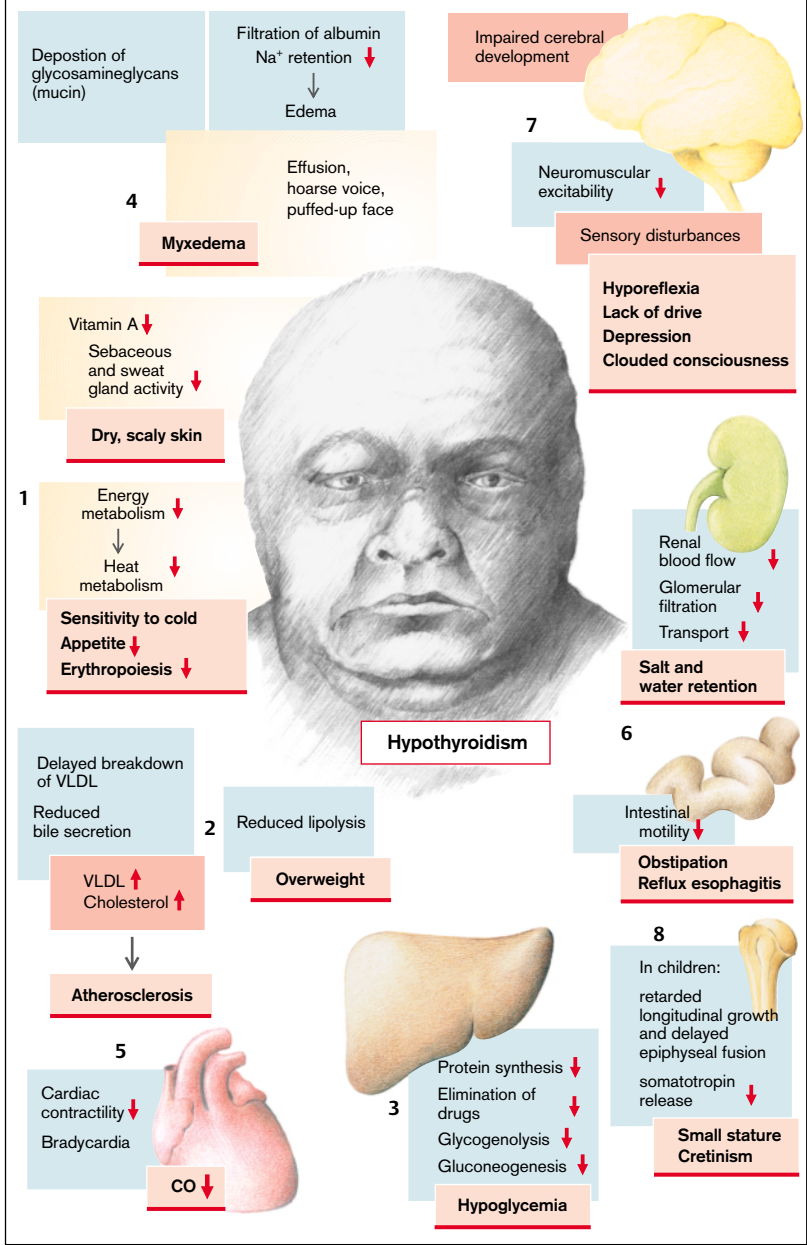 Depostion of
glycosamineglycans
(mucin)
Filtration of albumin
Na⁺ retention
Edema
Effusion,
hoarse voice,
puffed-up face
4
Myxedema
Impaired cerebral
development
7
Neuromuscular
excitability
Sensory disturbances
Hyporeflexia
Lack of drive
Depression
Clouded consciousness
Vitamin A
Sebaceous
and sweat
gland activity
Dry, scaly skin
1
Energy
metabolism
Heat
metabolism
Sensitivity to cold
Appetite
Erythropoiesis
Renal
blood flow
Glomerular
filtration
Transport
Salt and
water retention
Hypothyroidism
6
Intestinal
motility
Obstipation
Reflux esophagitis
Delayed breakdown
of VLDL
Reduced
bile secretion
2
Reduced lipolysis
Overweight
VLDL
Cholesterol
Atherosclerosis
5
Cardiac
contractility
Bradycardia
CO
3
Protein synthesis
Elimination of
drugs
Glycogenolysis
Gluconeogenesis
Hypoglycemia
8
In children:
retarded
longitudinal growth
and delayed
epiphyseal fusion
somatotropin
release
Small stature
Cretinism